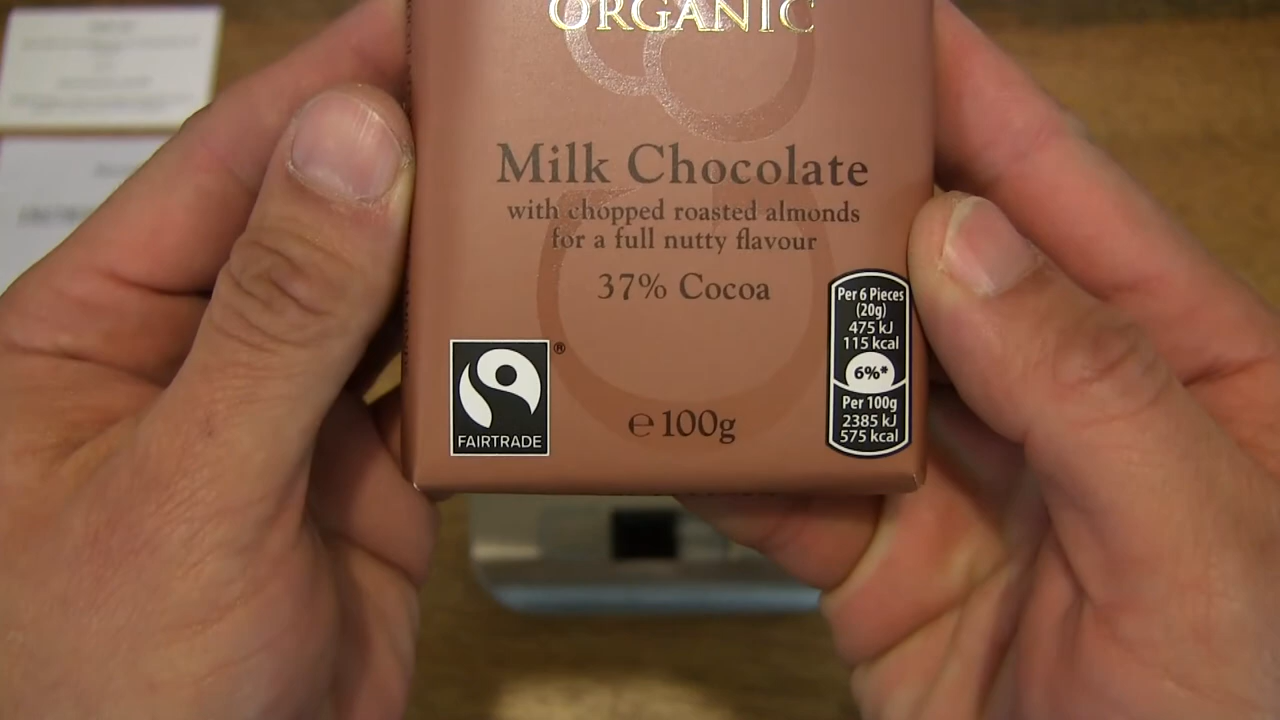 ORGANIC
Milk Chocolate
with chopped roasted almonds
for a full nutty flavour
37% Cocoa
®
FAIRTRADE
℮ 100g
Per 6 Pieces
(20g)
475 kJ
115 kcal
6%*
Per 100g
2385 kJ
575 kcal